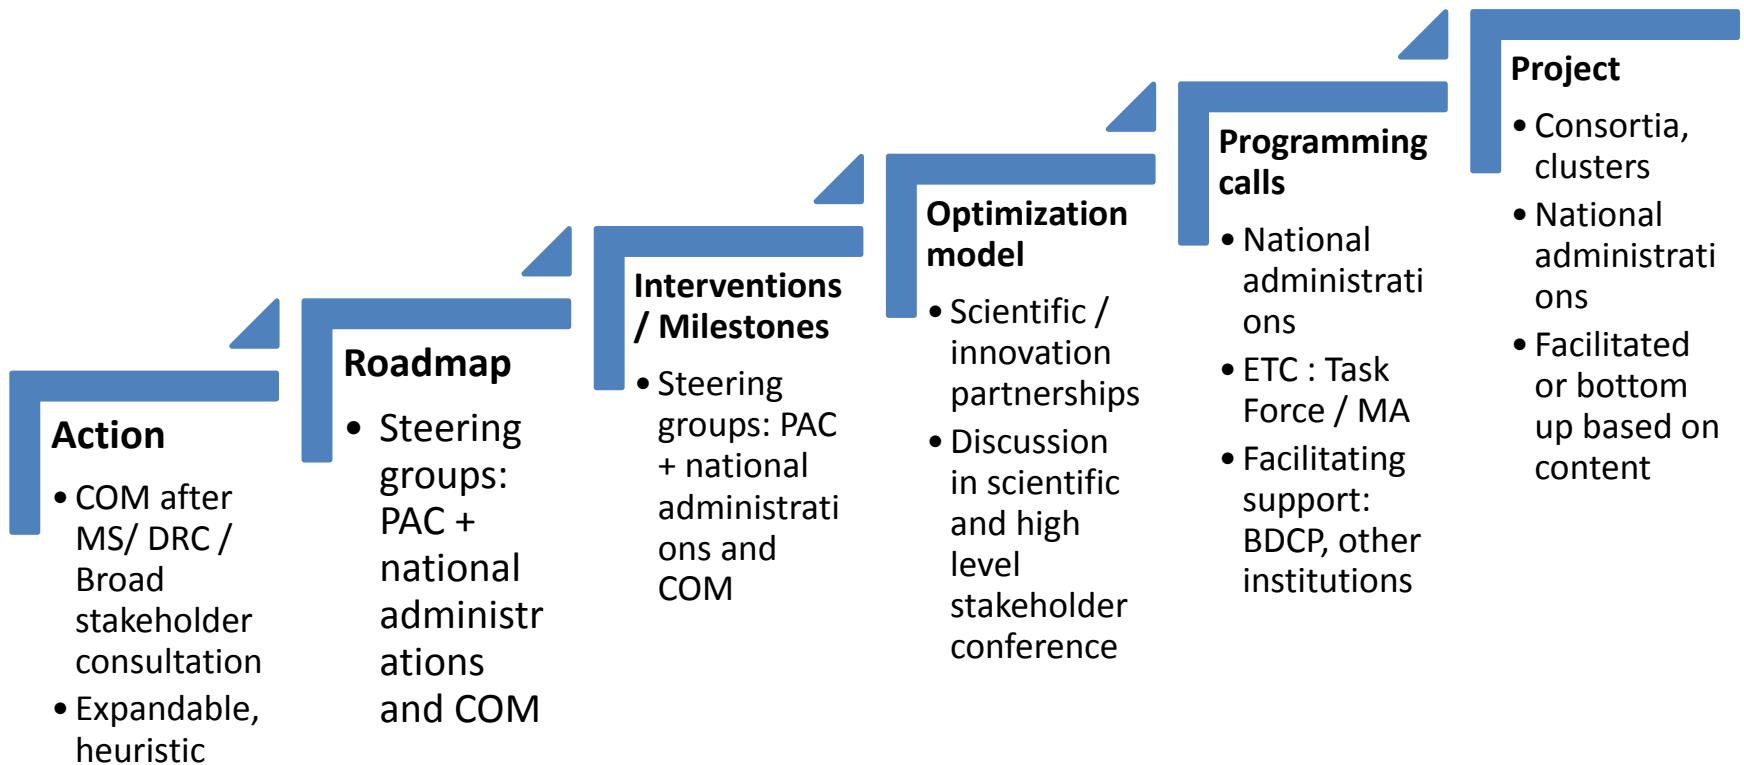 Action
• COM after
MS/ DRC /
Broad
stakeholder
consultation
• Expandable,
heuristic
Roadmap
• Steering
groups:
PAC +
national
administr
ations
and COM
Interventions
/ Milestones
• Steering
groups: PAC
+ national
administrati
ons and
COM
Optimization
model
• Scientific /
innovation
partnerships
• Discussion
in scientific
and high
level
stakeholder
conference
Programming
calls
• National
administrati
ons
• ETC : Task
Force / MA
• Facilitating
support:
BDCP, other
institutions
Project
• Consortia,
clusters
• National
administrati
ons
• Facilitated
or bottom
up based on
content